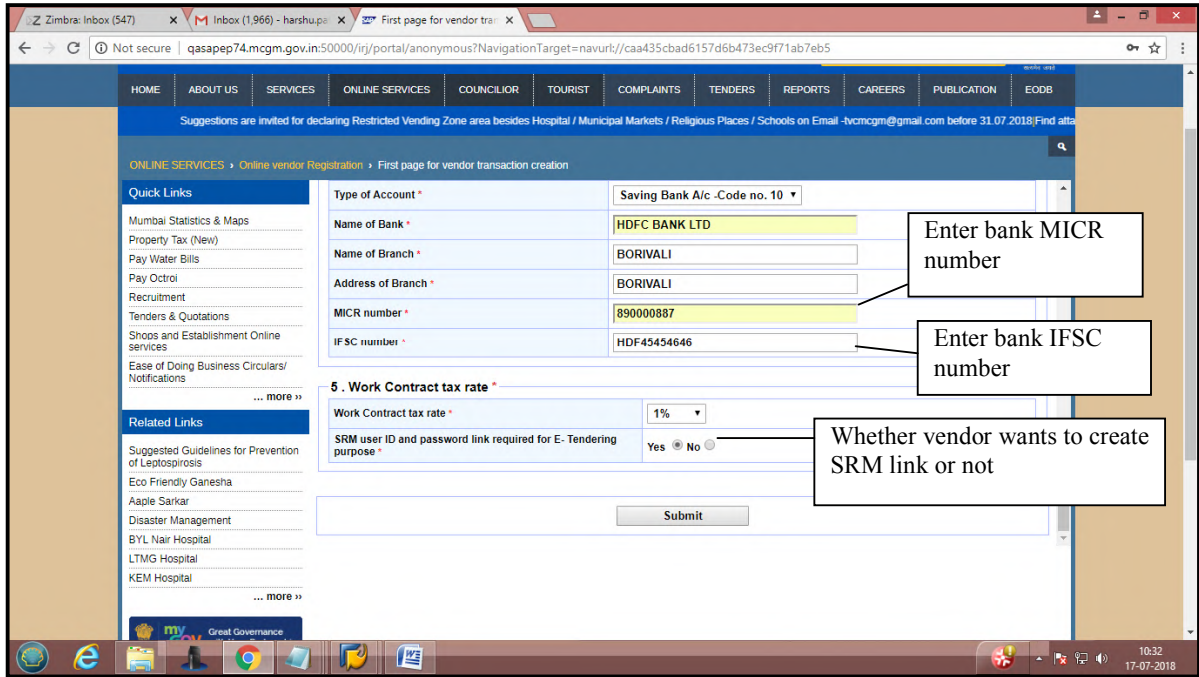 Zimbra: Inbox (547)
Inbox (1,966) - harshu.pa
First page for vendor tran
Not secure | qasapep74.mcgm.gov.in:50000/irj/portal/anonymous?NavigationTarget=navurl://caa435cbad6157d6b473ec9f71ab7eb5
HOME ABOUT US SERVICES ONLINE SERVICES COUNCILIOR TOURIST COMPLAINTS TENDERS REPORTS CAREERS PUBLICATION EODB
Suggestions are invited for declaring Restricted Vending Zone area besides Hospital / Municipal Markets / Religious Places / Schools on Email -tvcmcgm@gmail.com before 31.07.2018|Find atta
ONLINE SERVICES › Online vendor Registration › First page for vendor transaction creation
Quick Links
Mumbai Statistics & Maps
Property Tax (New)
Pay Water Bills
Pay Octroi
Recruitment
Tenders & Quotations
Shops and Establishment Online
services
Ease of Doing Business Circulars/
Notifications
... more ››
Related Links
Suggested Guidelines for Prevention
of Leptospirosis
Eco Friendly Ganesha
Aaple Sarkar
Disaster Management
BYL Nair Hospital
LTMG Hospital
KEM Hospital
... more ››
my
GOV
Great Governance
Type of Account * Saving Bank A/c -Code no. 10
Name of Bank * HDFC BANK LTD
Name of Branch * BORIVALI
Address of Branch * BORIVALI
MICR number * 890000887
IFSC number * HDF45454646
Enter bank MICR
number
Enter bank IFSC
number
5 . Work Contract tax rate *
Work Contract tax rate * 1%
SRM user ID and password link required for E- Tendering
purpose * Yes No
Whether vendor wants to create
SRM link or not
Submit
10:32
17-07-2018